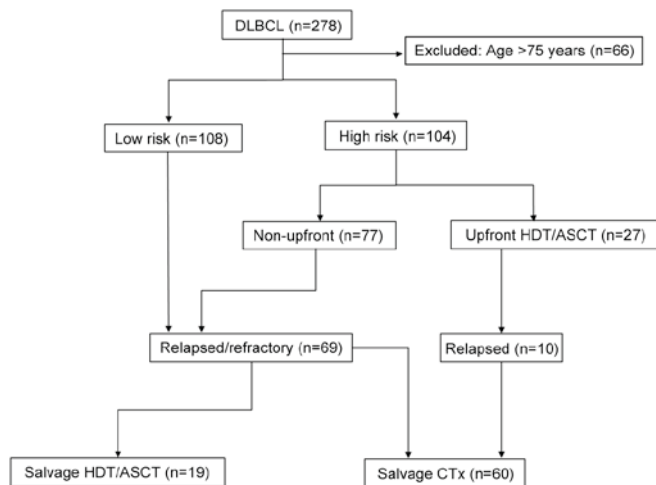 DLBCL (n=278)
Excluded: Age >75 years (n=66)
Low risk (n=108)
High risk (n=104)
Non-upfront (n=77)
Upfront HDT/ASCT (n=27)
Relapsed/refractory (n=69)
Relapsed (n=10)
Salvage HDT/ASCT (n=19)
Salvage CTx (n=60)